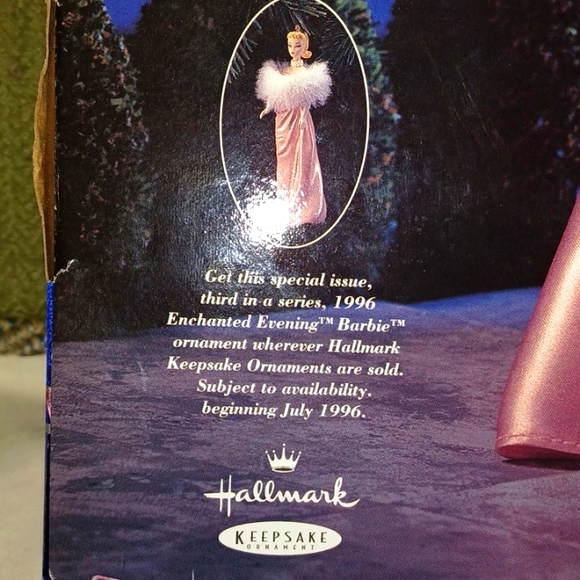 Get this special issue,
third in a series, 1996
Enchanted Evening™ Barbie™
ornament wherever Hallmark
Keepsake Ornaments are sold.
Subject to availability.
beginning July 1996.
Hallmark
KEEPSAKE
ORNAMENT